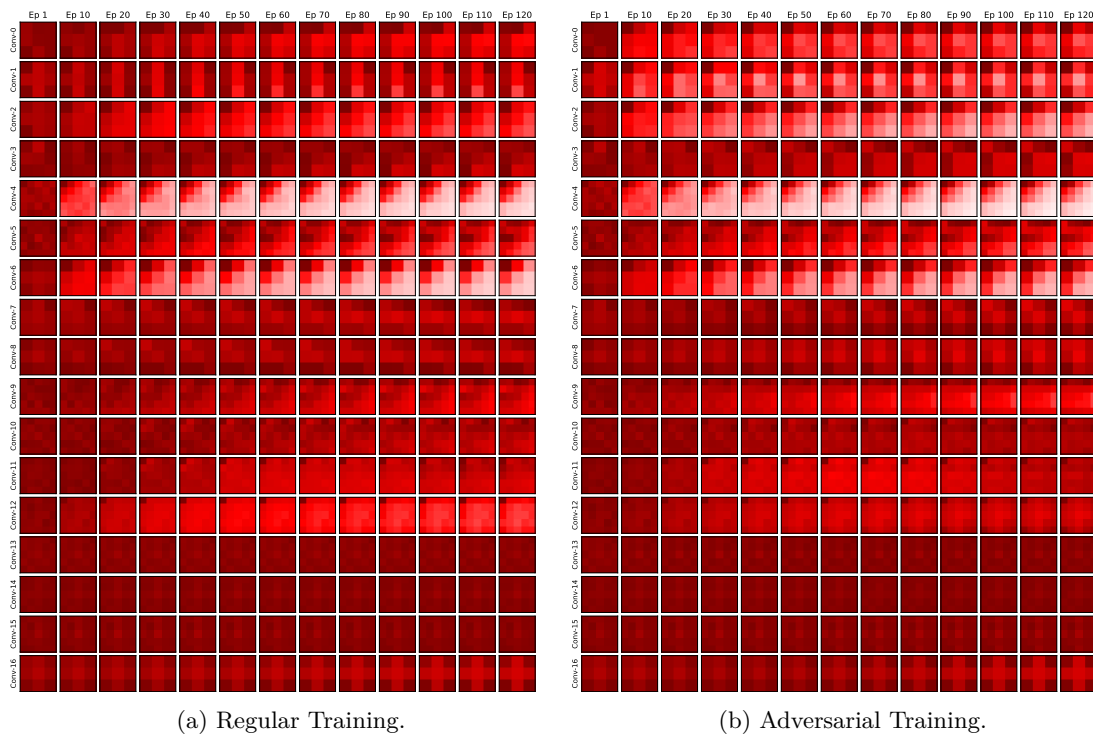 Ep 1 Ep 10 Ep 20 Ep 30 Ep 40 Ep 50 Ep 60 Ep 70 Ep 80 Ep 90 Ep 100 Ep 110 Ep 120
Conv-0
Conv-1
Conv-2
Conv-3
Conv-4
Conv-5
Conv-6
Conv-7
Conv-8
Conv-9
Conv-10
Conv-11
Conv-12
Conv-13
Conv-14
Conv-15
Conv-16
(a) Regular Training.
Ep 1 Ep 10 Ep 20 Ep 30 Ep 40 Ep 50 Ep 60 Ep 70 Ep 80 Ep 90 Ep 100 Ep 110 Ep 120
Conv-0
Conv-1
Conv-2
Conv-3
Conv-4
Conv-5
Conv-6
Conv-7
Conv-8
Conv-9
Conv-10
Conv-11
Conv-12
Conv-13
Conv-14
Conv-15
Conv-16
(b) Adversarial Training.